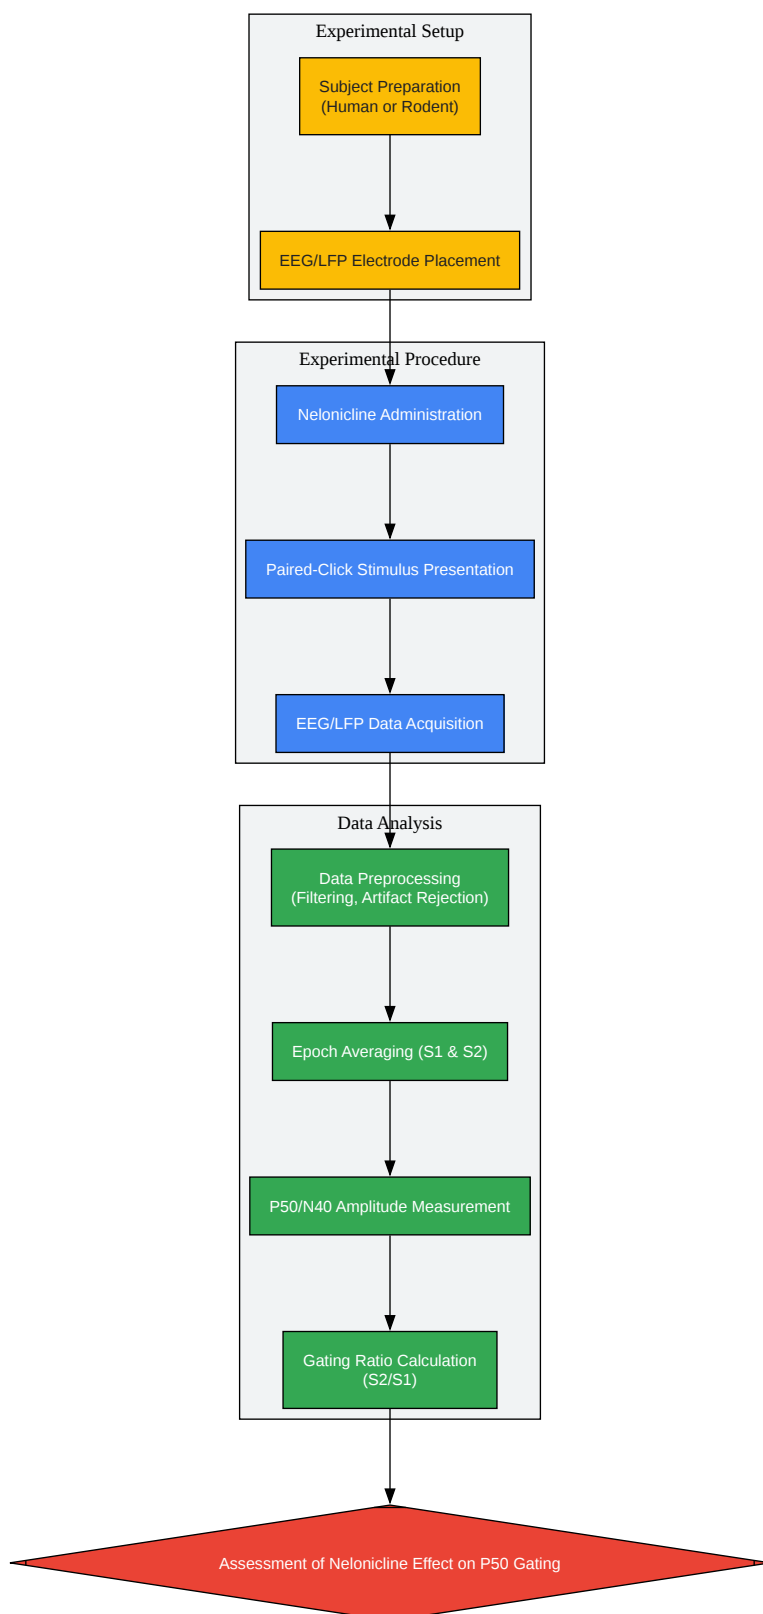 Experimental Setup
Subject Preparation
(Human or Rodent)
EEG/LFP Electrode Placement
Experimental Procedure
Nelonicline Administration
Paired-Click Stimulus Presentation
EEG/LFP Data Acquisition
Data Analysis
Data Preprocessing
(Filtering, Artifact Rejection)
Epoch Averaging (S1 & S2)
P50/N40 Amplitude Measurement
Gating Ratio Calculation
(S2/S1)
Assessment of Nelonicline Effect on P50 Gating